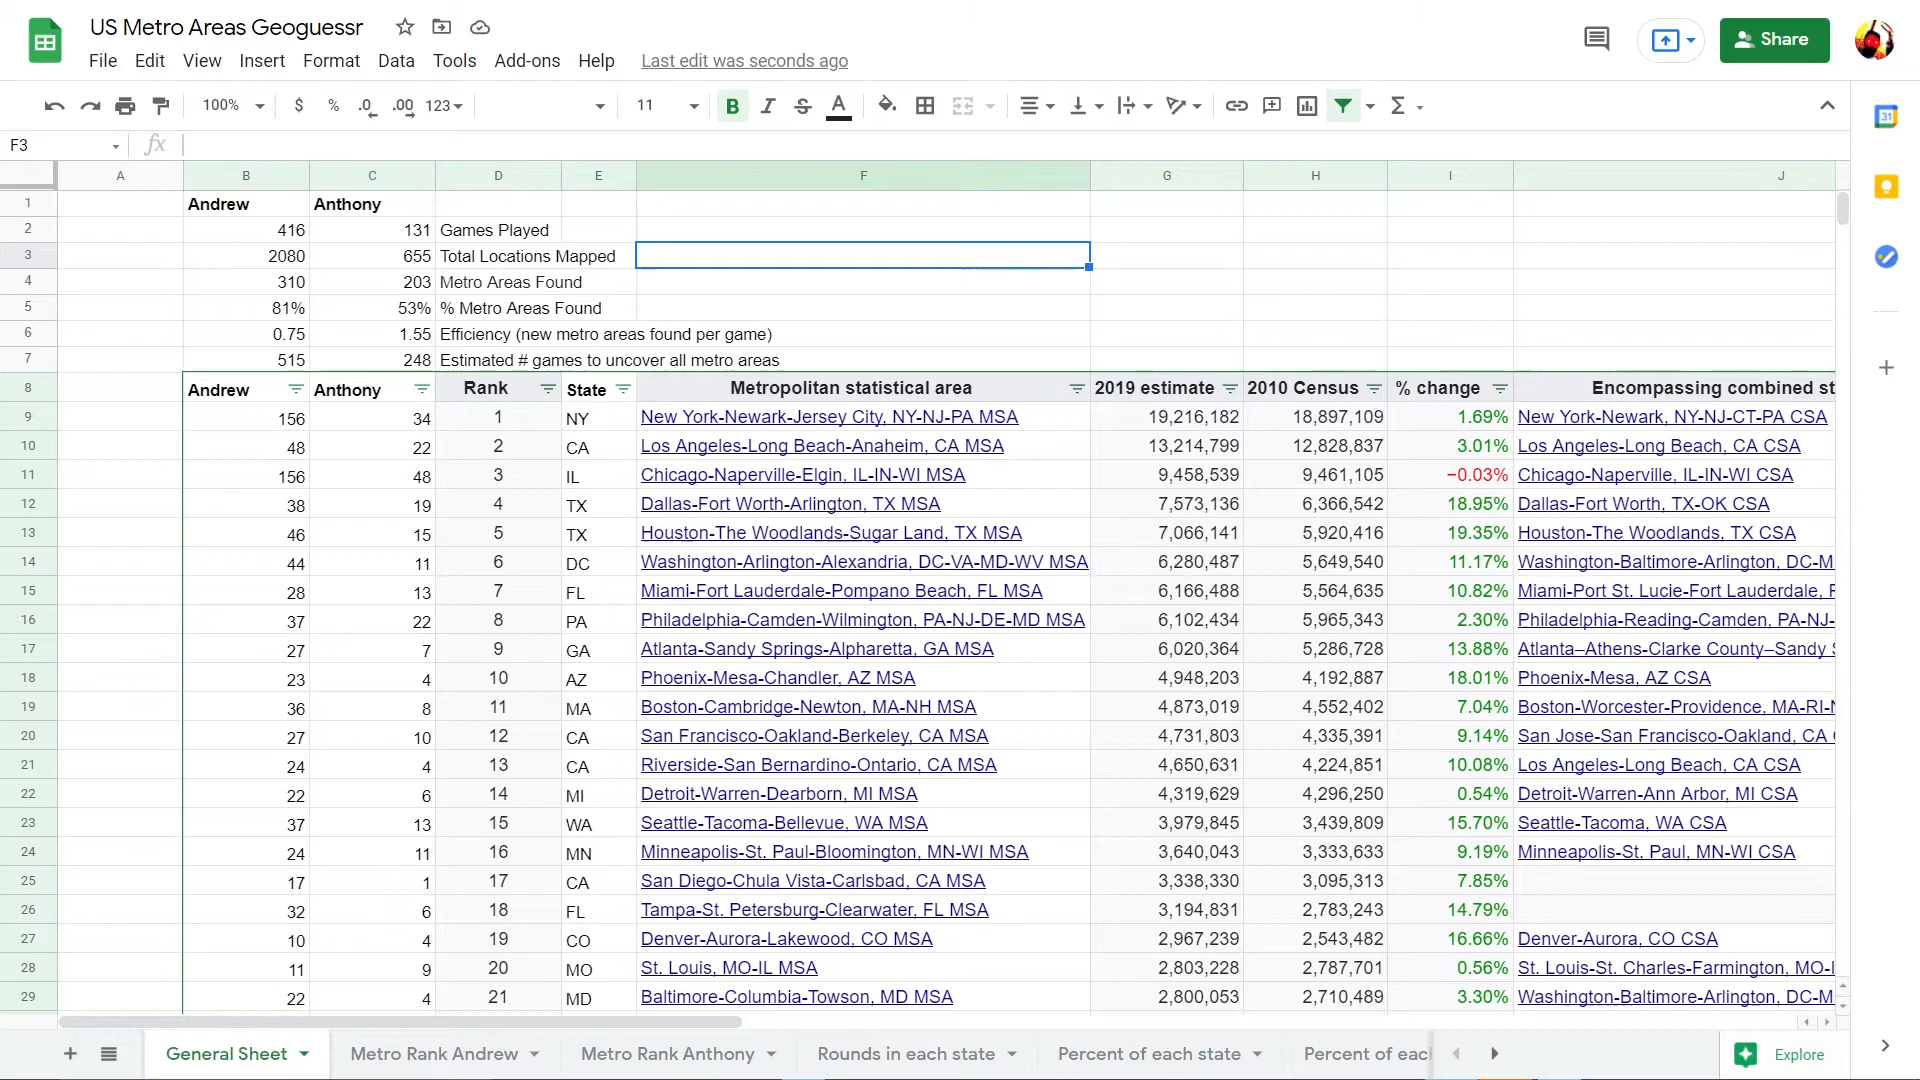 US Metro Areas Geoguessr
File Edit View Insert Format Data Tools Add-ons Help Last edit was seconds ago
Share
100% $ % .0 .00 123 11 B I S A Σ
31
F3 fx
A B C D E F G H I J
1 Andrew Anthony
2 416 131 Games Played
3 2080 655 Total Locations Mapped
4 310 203 Metro Areas Found
5 81% 53% % Metro Areas Found
6 0.75 1.55 Efficiency (new metro areas found per game)
7 515 248 Estimated # games to uncover all metro areas
8 Andrew Anthony Rank State Metropolitan statistical area 2019 estimate 2010 Census % change Encompassing combined st
9 156 34 1 NY New York-Newark-Jersey City, NY-NJ-PA MSA 19,216,182 18,897,109 1.69% New York-Newark, NY-NJ-CT-PA CSA
10 48 22 2 CA Los Angeles-Long Beach-Anaheim, CA MSA 13,214,799 12,828,837 3.01% Los Angeles-Long Beach, CA CSA
11 156 48 3 IL Chicago-Naperville-Elgin, IL-IN-WI MSA 9,458,539 9,461,105 −0.03% Chicago-Naperville, IL-IN-WI CSA
12 38 19 4 TX Dallas-Fort Worth-Arlington, TX MSA 7,573,136 6,366,542 18.95% Dallas-Fort Worth, TX-OK CSA
13 46 15 5 TX Houston-The Woodlands-Sugar Land, TX MSA 7,066,141 5,920,416 19.35% Houston-The Woodlands, TX CSA
14 44 11 6 DC Washington-Arlington-Alexandria, DC-VA-MD-WV MSA 6,280,487 5,649,540 11.17% Washington-Baltimore-Arlington, DC-M
15 28 13 7 FL Miami-Fort Lauderdale-Pompano Beach, FL MSA 6,166,488 5,564,635 10.82% Miami-Port St. Lucie-Fort Lauderdale, F
16 37 22 8 PA Philadelphia-Camden-Wilmington, PA-NJ-DE-MD MSA 6,102,434 5,965,343 2.30% Philadelphia-Reading-Camden, PA-NJ-
17 27 7 9 GA Atlanta-Sandy Springs-Alpharetta, GA MSA 6,020,364 5,286,728 13.88% Atlanta–Athens-Clarke County–Sandy S
18 23 4 10 AZ Phoenix-Mesa-Chandler, AZ MSA 4,948,203 4,192,887 18.01% Phoenix-Mesa, AZ CSA
19 36 8 11 MA Boston-Cambridge-Newton, MA-NH MSA 4,873,019 4,552,402 7.04% Boston-Worcester-Providence, MA-RI-N
20 27 10 12 CA San Francisco-Oakland-Berkeley, CA MSA 4,731,803 4,335,391 9.14% San Jose-San Francisco-Oakland, CA
21 24 4 13 CA Riverside-San Bernardino-Ontario, CA MSA 4,650,631 4,224,851 10.08% Los Angeles-Long Beach, CA CSA
22 22 6 14 MI Detroit-Warren-Dearborn, MI MSA 4,319,629 4,296,250 0.54% Detroit-Warren-Ann Arbor, MI CSA
23 37 13 15 WA Seattle-Tacoma-Bellevue, WA MSA 3,979,845 3,439,809 15.70% Seattle-Tacoma, WA CSA
24 24 11 16 MN Minneapolis-St. Paul-Bloomington, MN-WI MSA 3,640,043 3,333,633 9.19% Minneapolis-St. Paul, MN-WI CSA
25 17 1 17 CA San Diego-Chula Vista-Carlsbad, CA MSA 3,338,330 3,095,313 7.85%
26 32 6 18 FL Tampa-St. Petersburg-Clearwater, FL MSA 3,194,831 2,783,243 14.79%
27 10 4 19 CO Denver-Aurora-Lakewood, CO MSA 2,967,239 2,543,482 16.66% Denver-Aurora, CO CSA
28 11 9 20 MO St. Louis, MO-IL MSA 2,803,228 2,787,701 0.56% St. Louis-St. Charles-Farmington, MO-I
29 22 4 21 MD Baltimore-Columbia-Towson, MD MSA 2,800,053 2,710,489 3.30% Washington-Baltimore-Arlington, DC-M
General Sheet Metro Rank Andrew Metro Rank Anthony Rounds in each state Percent of each state Percent of eac Explore